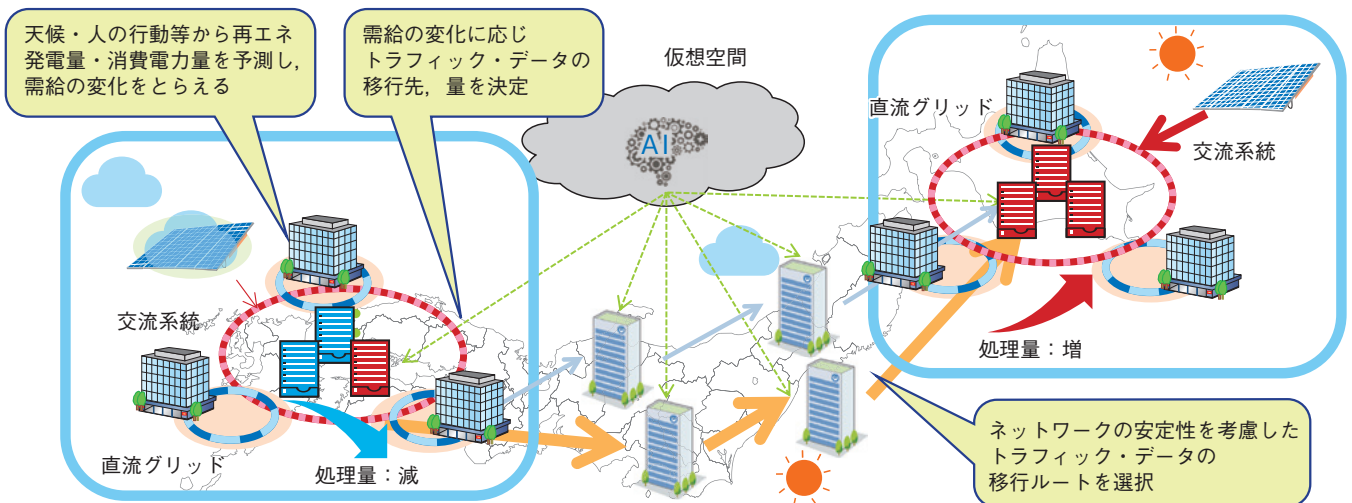 天候・人の行動等から再エネ
発電量・消費電力量を予測し,
需給の変化をとらえる
需給の変化に応じ
トラフィック・データの
移行先，量を決定
仮想空間
AI
直流グリッド
交流系統
処理量：増
交流系統
直流グリッド
処理量：減
ネットワークの安定性を考慮した
トラフィック・データの
移行ルートを選択